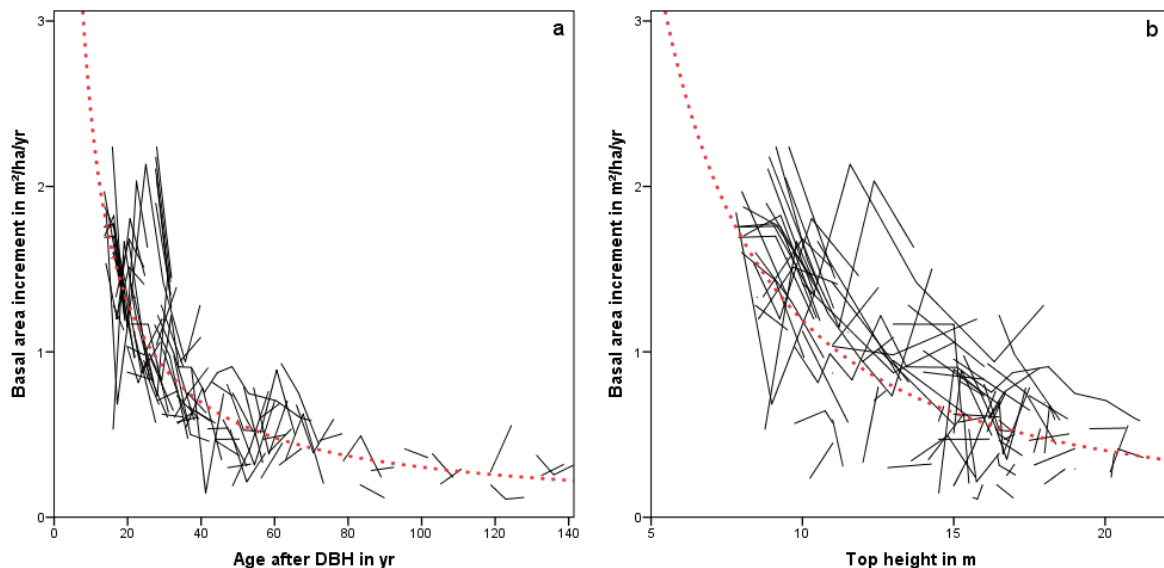 a
3
2
1
0
Basal area increment in m²/ha/yr
0 20 40 60 80 100 120 140
Age after DBH in yr
b
3
2
1
0
Basal area increment in m²/ha/yr
5 10 15 20
Top height in m